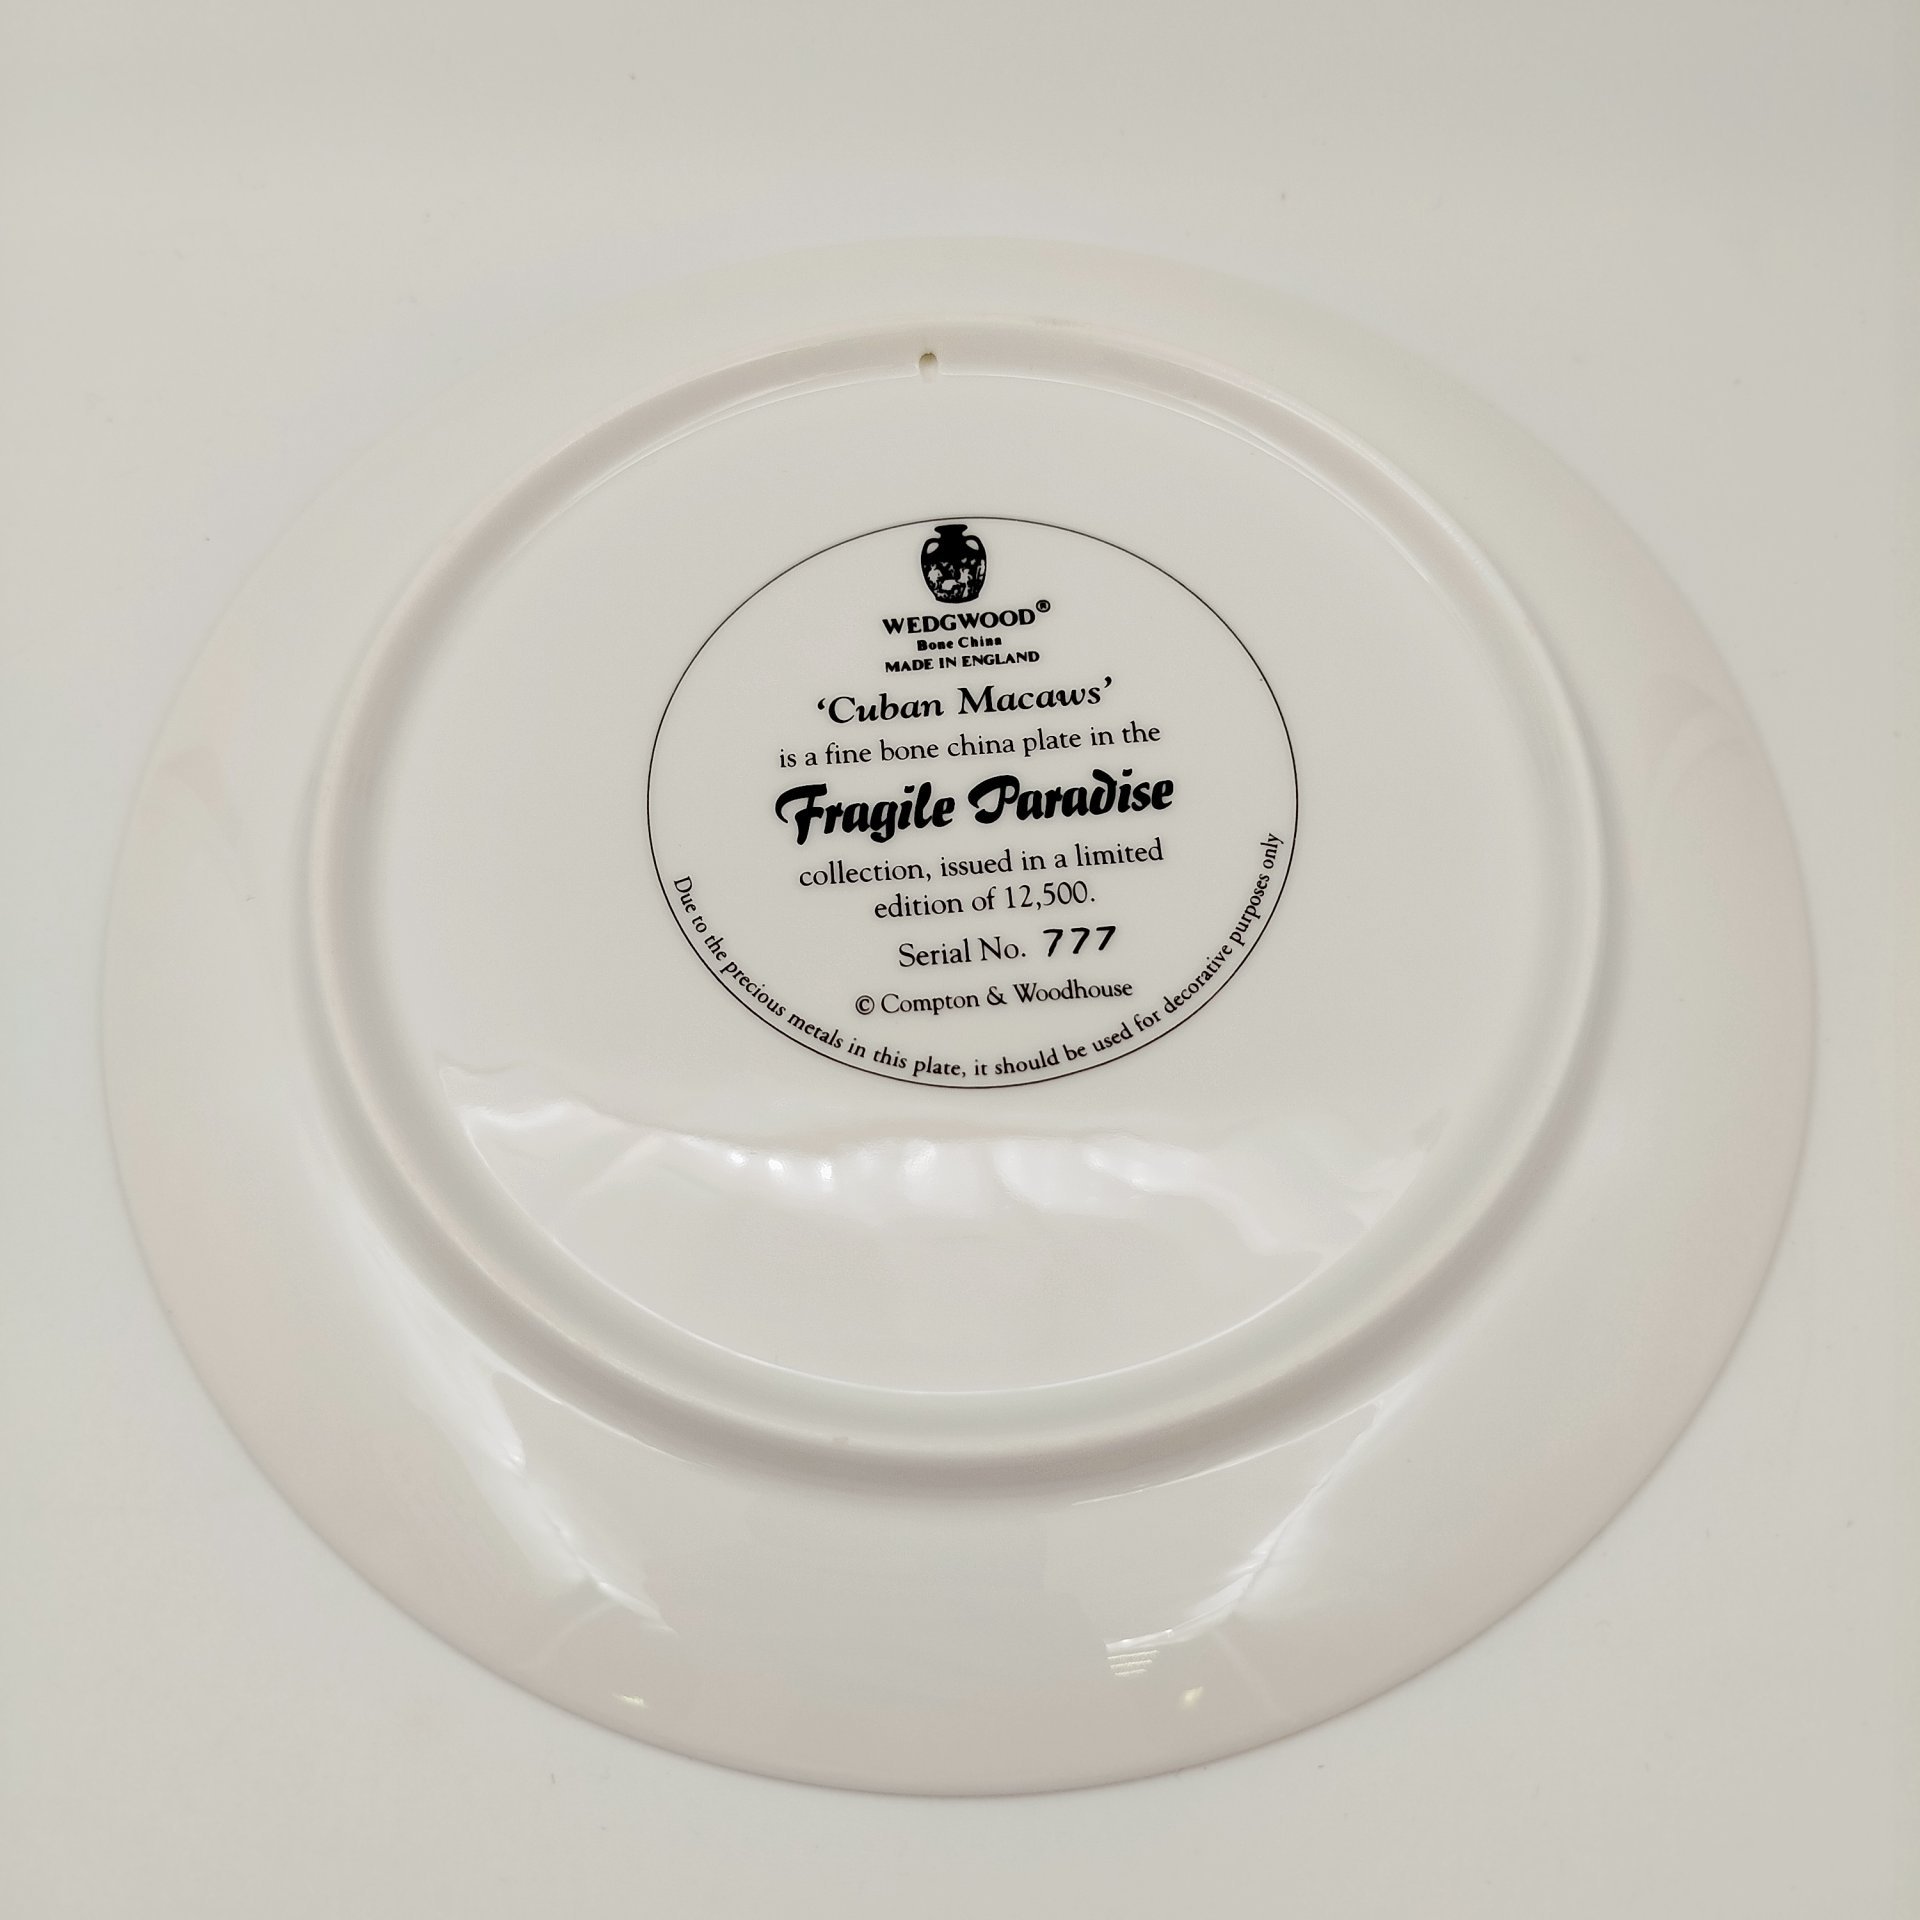 WEDGWOOD®
Bone China
MADE IN ENGLAND
‘Cuban Macaws’
is a fine bone china plate in the
Fragile Paradise
collection, issued in a limited
edition of 12,500.
Serial No. 777
© Compton & Woodhouse
Due to the precious metals in this plate, it should be used for decorative purposes only